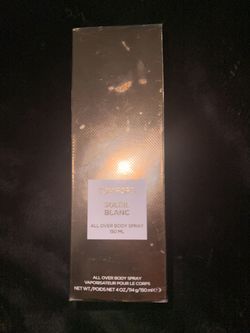 TOM FORD
SOLEIL
BLANC
ALL OVER BODY SPRAY
150 ML
ALL OVER BODY SPRAY
VAPORISATEUR POUR LE CORPS
NET WT./POIDS NET 4 OZ./114 g/150 ml ℮